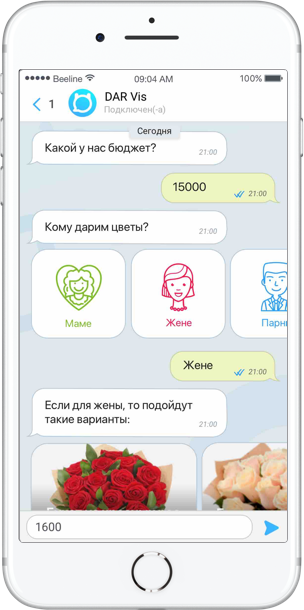 Beeline 09:04 AM 100%
1 DAR Vis
Подключен(-а)
Сегодня
Какой у нас бюджет?
21:00
15000
21:00
Кому дарим цветы?
21:00
Маме Жене
Жене
21:00
Если для жены, то подойдут
такие варианты:
21:00
1600